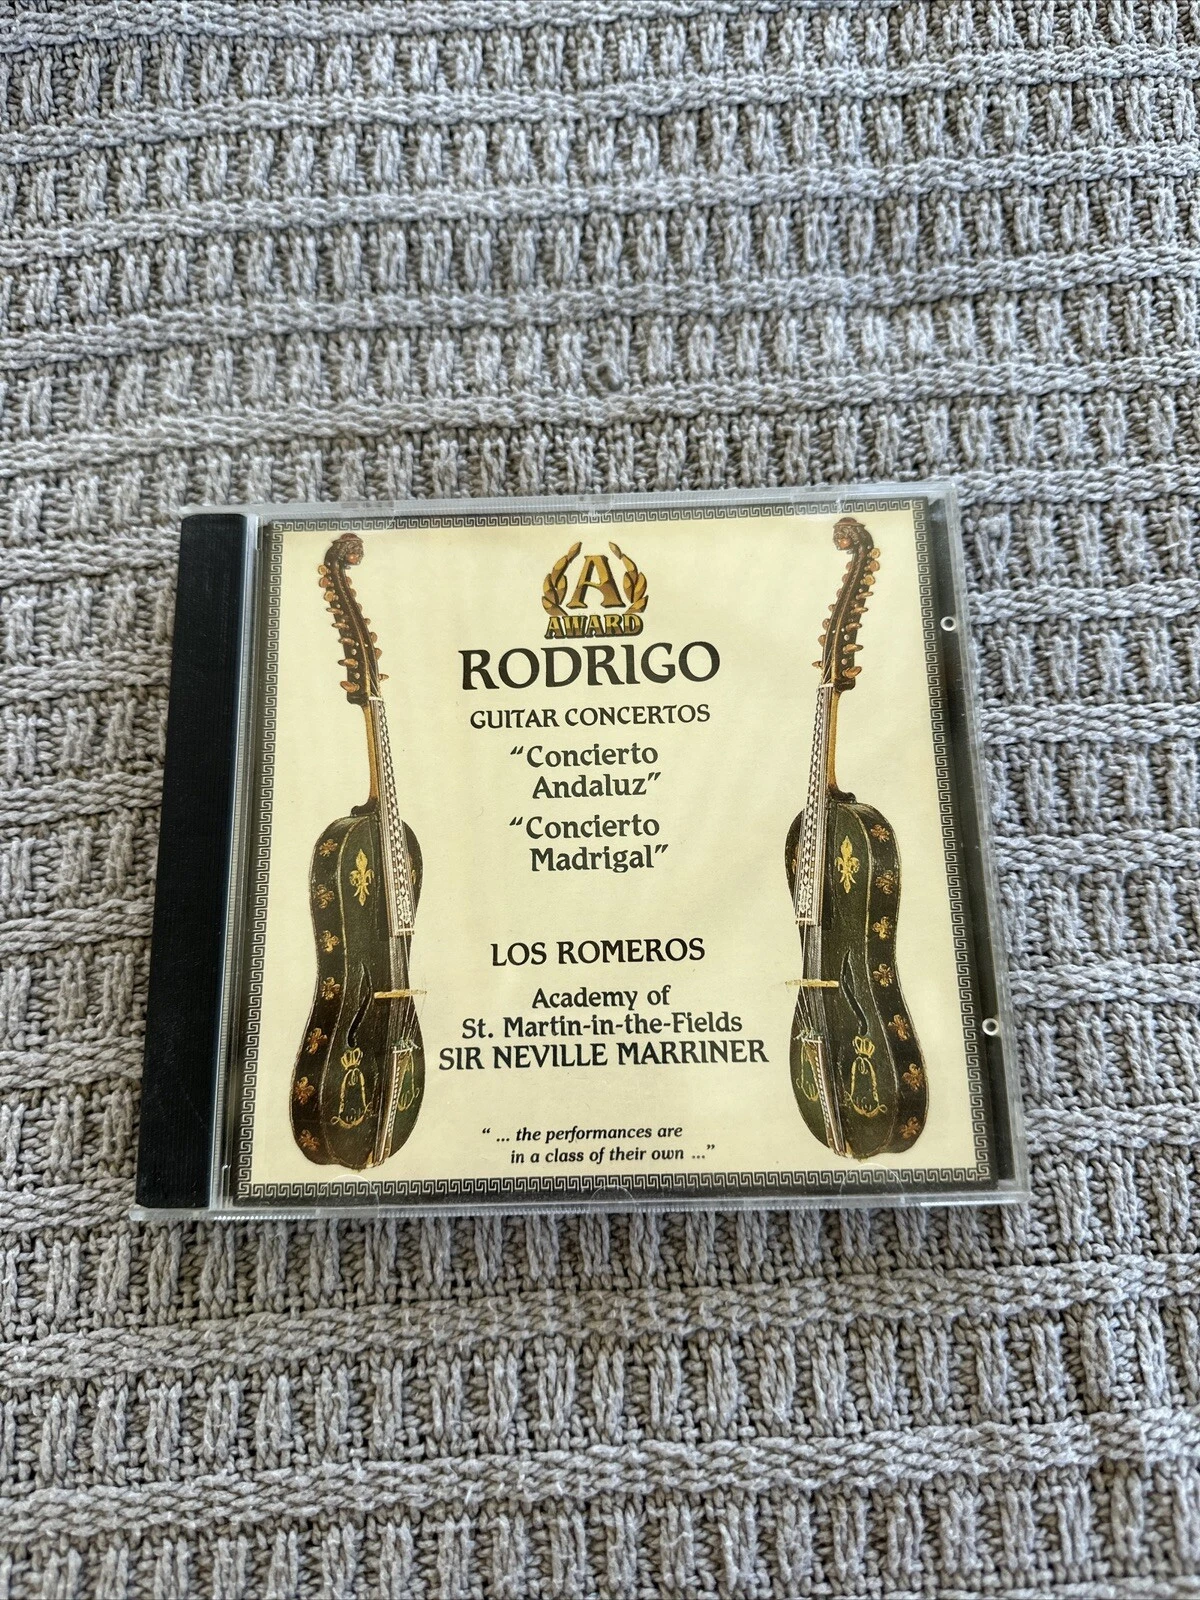 A
AWARD
RODRIGO
GUITAR CONCERTOS
“Concierto
Andaluz”
“Concierto
Madrigal”
LOS ROMEROS
Academy of
St. Martin-in-the-Fields
SIR NEVILLE MARRINER
“ ... the performances are
in a class of their own ...”